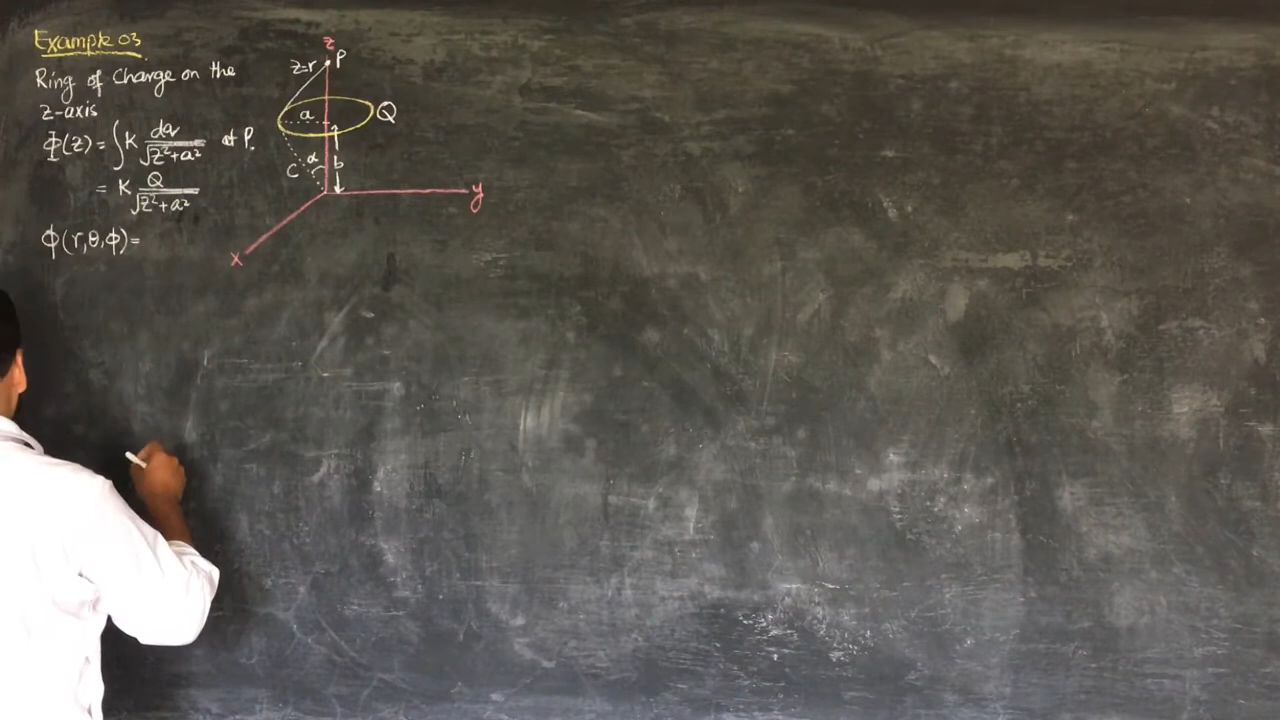 Example 03
Ring of Charge on the
z-axis
Φ(z) = ∫ K dq/√z²+a² at P.
= K Q/√z²+a²
Φ(r,θ,ϕ)=
z
P
z=r
a
Q
α
b
C
y
x